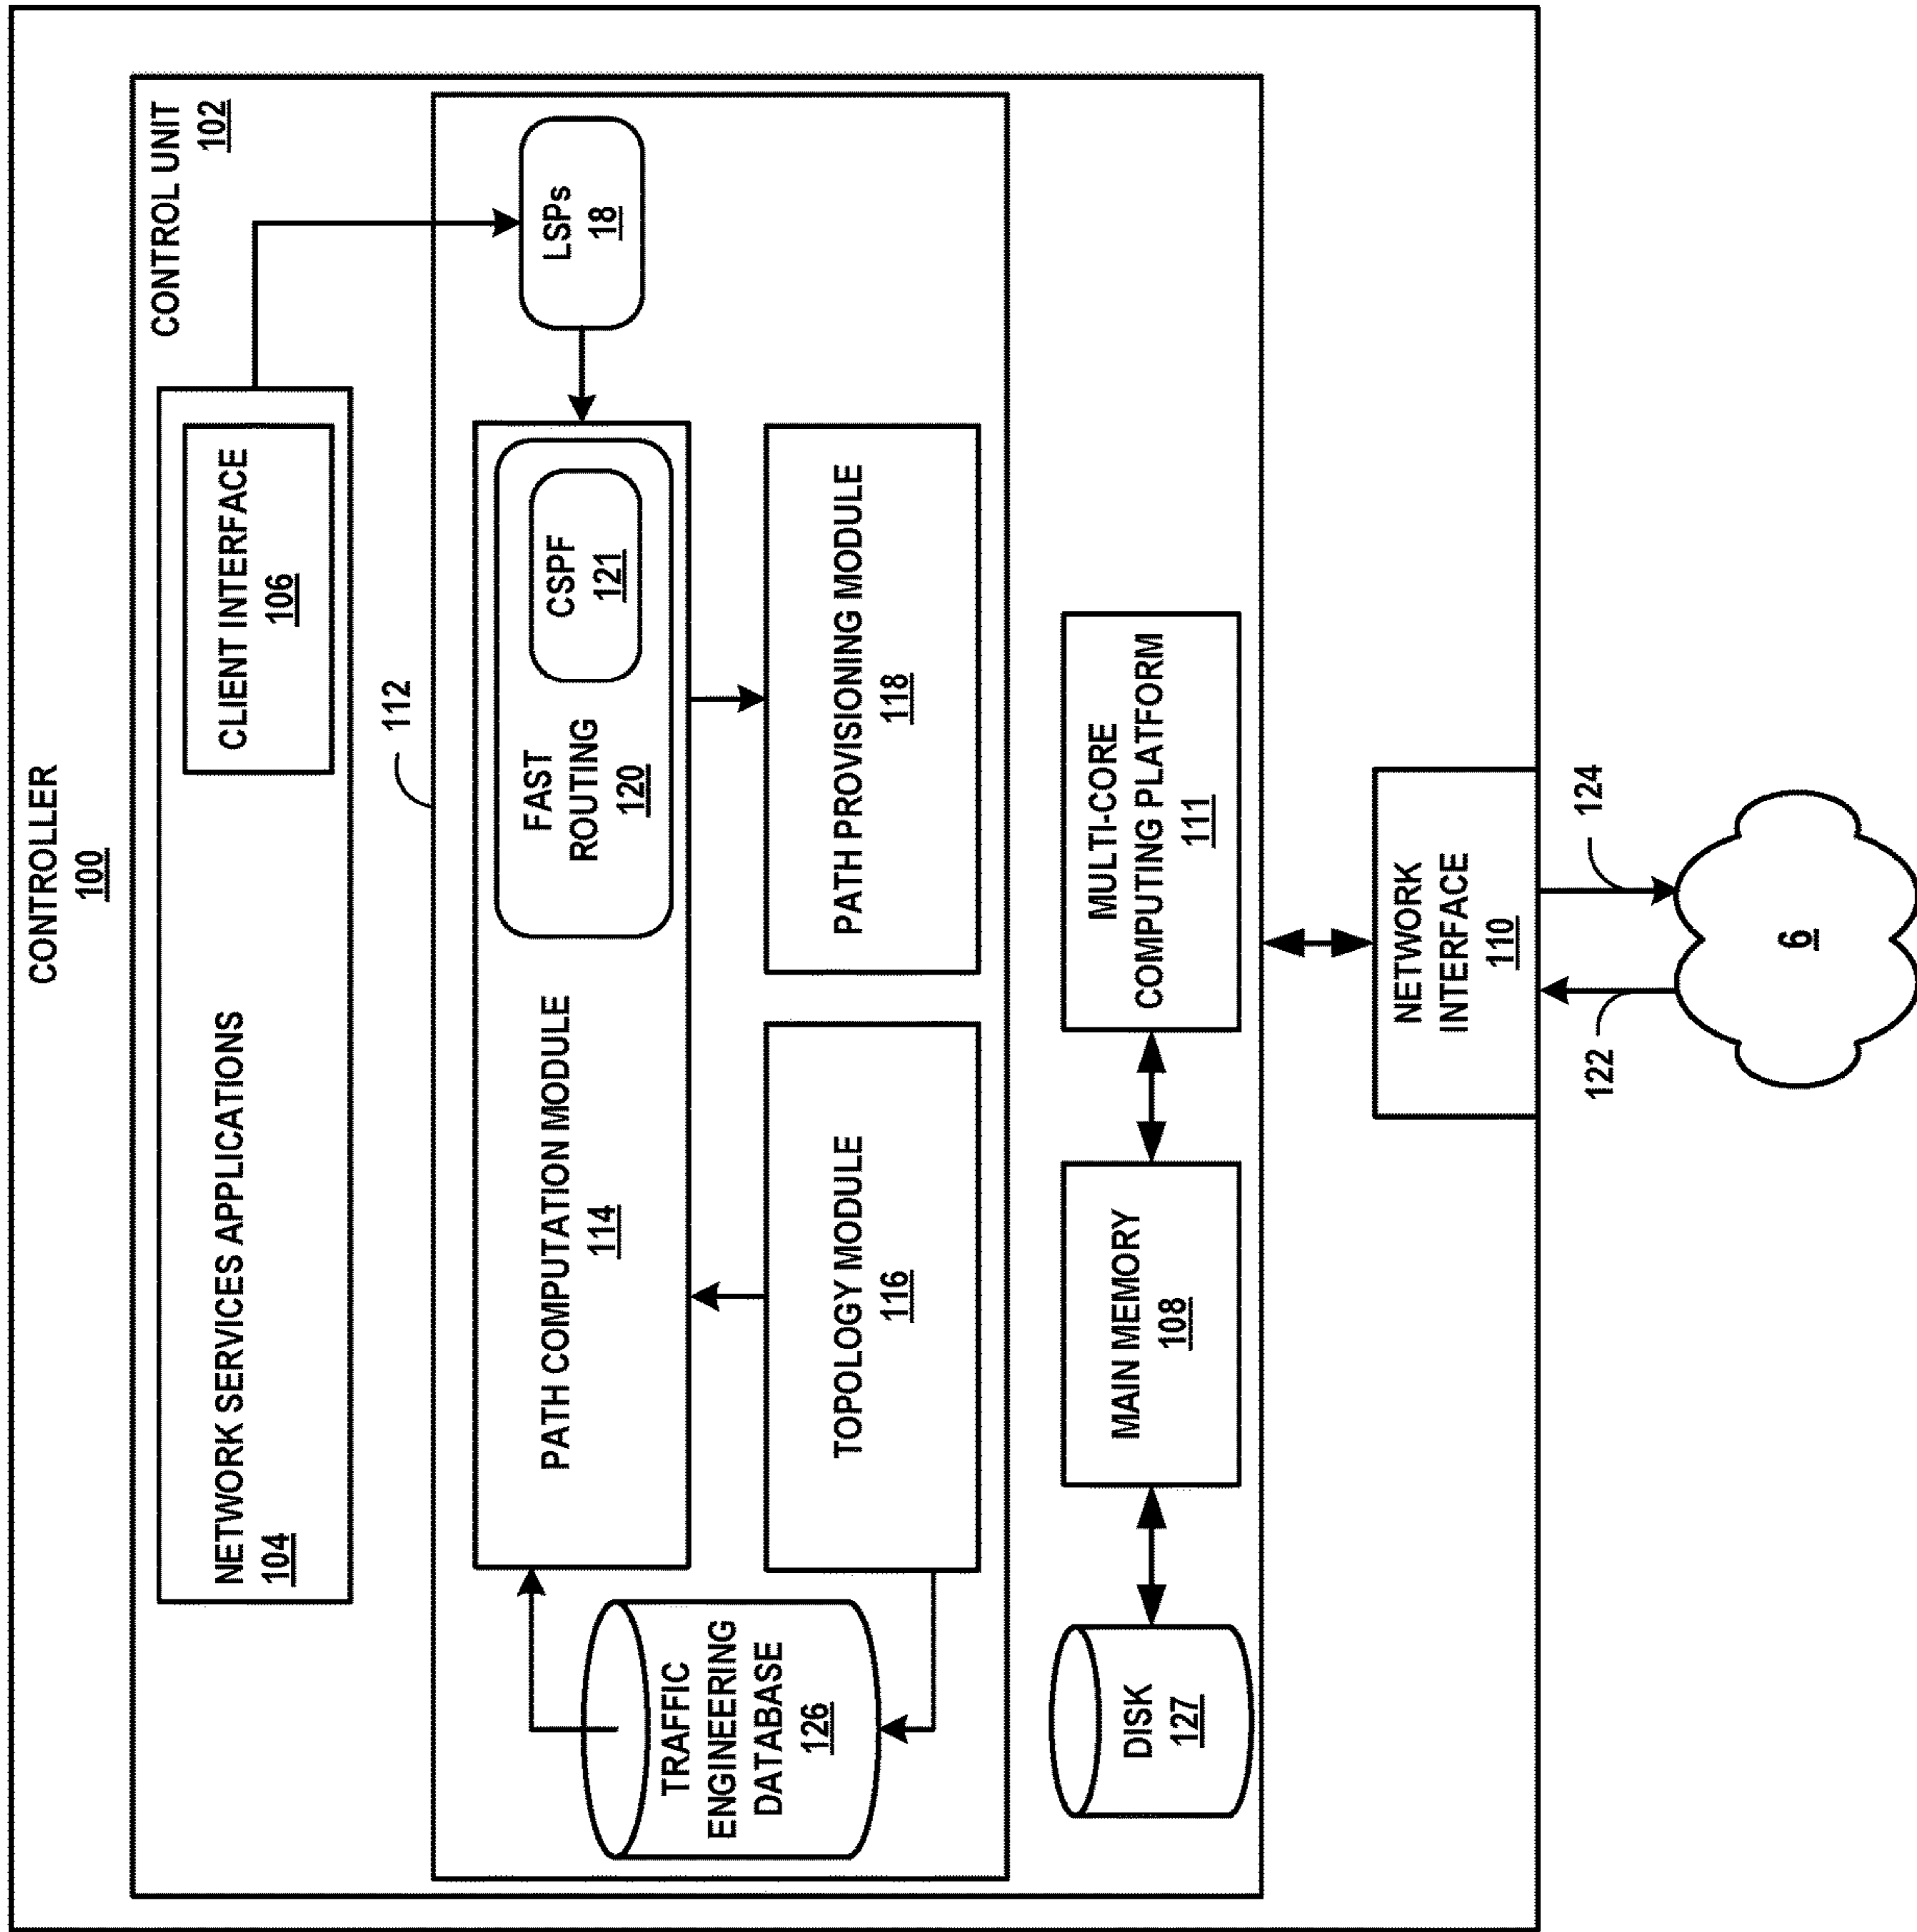 CONTROLLER
100
CONTROL UNIT
102
NETWORK SERVICES APPLICATIONS
104
CLIENT INTERFACE
106
112
LSPs
18
PATH COMPUTATION MODULE
114
FAST
ROUTING
120
CSPF
121
TRAFFIC
ENGINEERING
DATABASE
126
TOPOLOGY MODULE
116
PATH PROVISIONING MODULE
118
DISK
127
MAIN MEMORY
108
MULTI-CORE
COMPUTING PLATFORM
111
NETWORK
INTERFACE
110
122
124
6